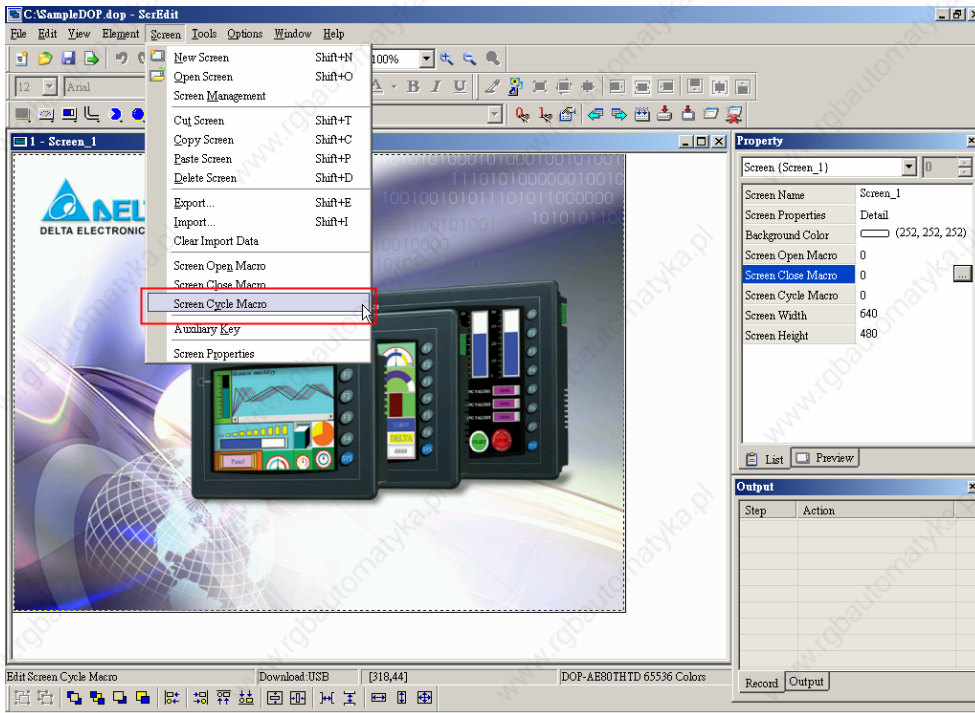 C:\SampleDOP.dop - ScrEdit
File Edit View Element Screen Tools Options Window Help
New Screen Shift+N
Open Screen Shift+O
Screen Management
Cut Screen Shift+T
Copy Screen Shift+C
Paste Screen Shift+P
Delete Screen Shift+D
Export... Shift+E
Import... Shift+I
Clear Import Data
Screen Open Macro
Screen Close Macro
Screen Cycle Macro
Auxiliary Key
Screen Properties
100%
12 Arial
A B I U
1 - Screen_1
DELTA ELECTRONIC
Property
Screen {Screen_1} 0
Screen Name Screen_1
Screen Properties Detail
Background Color (252, 252, 252)
Screen Open Macro 0
Screen Close Macro 0 ...
Screen Cycle Macro 0
Screen Width 640
Screen Height 480
List Preview
Output
Step Action
Record Output
Edit Screen Cycle Macro Download:USB [318,44] DOP-AE80THTD 65536 Colors
www.rgbautomatyka.pl